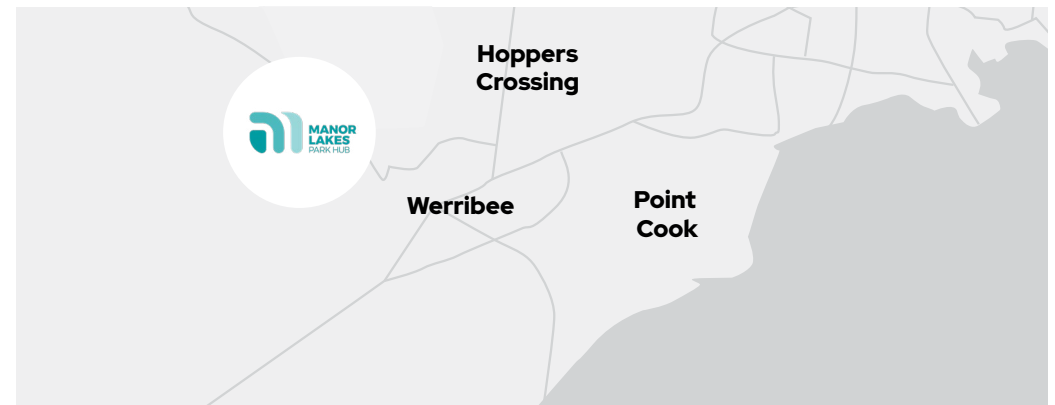 Hoppers
Crossing
MANOR
LAKES
PARK HUB
Werribee
Point
Cook